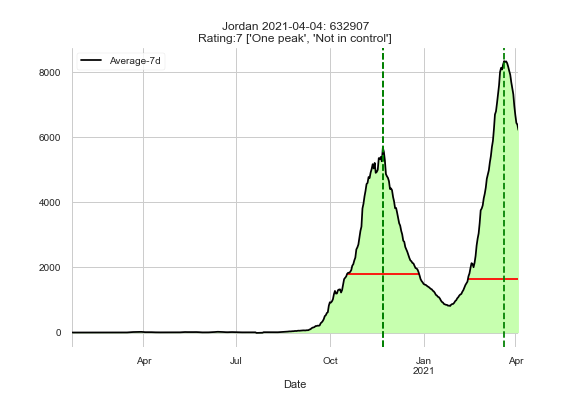 Jordan 2021-04-04: 632907
Rating:7 ['One peak', 'Not in control']
Average-7d
8000
6000
4000
2000
0
Apr
Jul
Oct
Jan
2021
Apr
Date